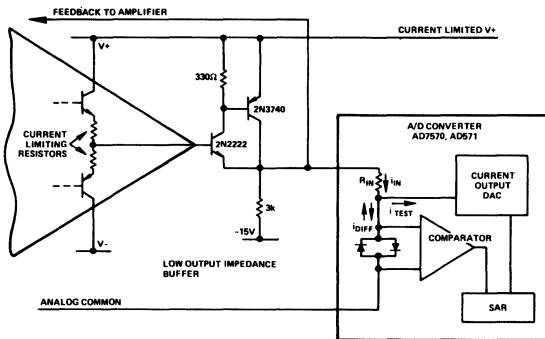 FEEDBACK TO AMPLIFIER
CURRENT LIMITED V+
V+
330Ω
2N3740
CURRENT
LIMITING
RESISTORS
2N2222
A/D CONVERTER
AD7570, AD571
RIN
iIN
CURRENT
OUTPUT
DAC
iTEST
iDIFF
COMPARATOR
3k
-15V
V-
LOW OUTPUT IMPEDANCE
BUFFER
SAR
ANALOG COMMON